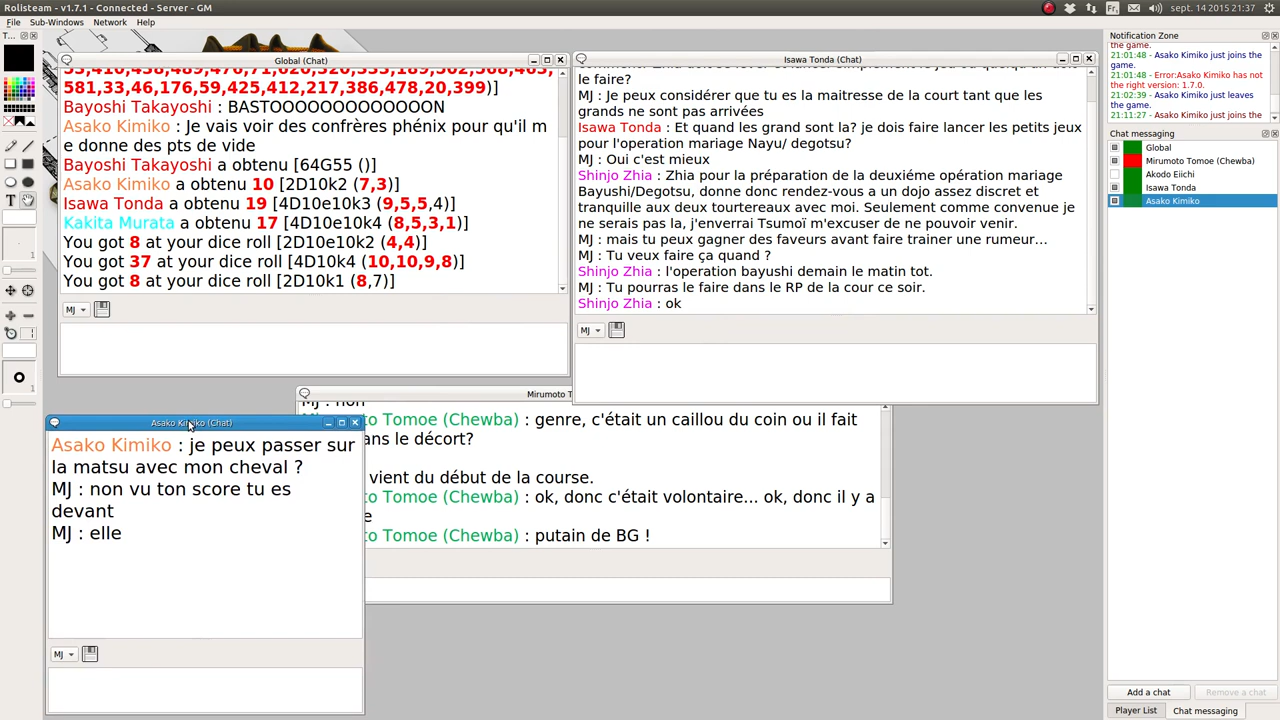 Rolisteam - v1.7.1 - Connected - Server - GM
Fr,
sept. 14 2015 21:37
File Sub-Windows Network Help
T...
T
1
1
Global (Chat)
581,33,46,176,59,425,412,217,386,478,20,399)]
Bayoshi Takayoshi : BASTOOOOOOOOOOOOON
Asako Kimiko : Je vais voir des confrères phénix pour qu'il m
e donne des pts de vide
Bayoshi Takayoshi a obtenu [64G55 ()]
Asako Kimiko a obtenu 10 [2D10k2 (7,3)]
Isawa Tonda a obtenu 19 [4D10e10k3 (9,5,5,4)]
Kakita Murata a obtenu 17 [4D10e10k4 (8,5,3,1)]
You got 8 at your dice roll [2D10e10k2 (4,4)]
You got 37 at your dice roll [4D10k4 (10,10,9,8)]
You got 8 at your dice roll [2D10k1 (8,7)]
MJ
Isawa Tonda (Chat)
le faire?
MJ : Je peux considérer que tu es la maitresse de la court tant que les
grands ne sont pas arrivées
Isawa Tonda : Et quand les grand sont la? je dois faire lancer les petits jeux
pour l'operation mariage Nayu/ degotsu?
MJ : Oui c'est mieux
Shinjo Zhia : Zhia pour la préparation de la deuxiéme opération mariage
Bayushi/Degotsu, donne donc rendez-vous a un dojo assez discret et
tranquille aux deux tourtereaux avec moi. Seulement comme convenue je
ne serais pas la, j'enverrai Tsumoï m'excuser de ne pouvoir venir.
MJ : mais tu peux gagner des faveurs avant faire trainer une rumeur...
MJ : Tu veux faire ça quand ?
Shinjo Zhia : l'operation bayushi demain le matin tot.
MJ : Tu pourras le faire dans le RP de la cour ce soir.
Shinjo Zhia : ok
MJ
Mirumoto T
to Tomoe (Chewba) : genre, c'était un caillou du coin ou il fait
ans le décort?
vient du début de la course.
to Tomoe (Chewba) : ok, donc c'était volontaire... ok, donc il y a
e
to Tomoe (Chewba) : putain de BG !
Asako Kimiko (Chat)
Asako Kimiko : je peux passer sur
la matsu avec mon cheval ?
MJ : non vu ton score tu es
devant
MJ : elle
MJ
Notification Zone
the game.
21:01:48 - Asako Kimiko just joins the
game.
21:01:48 - Error:Asako Kimiko has not
the right version: 1.7.0.
21:02:39 - Asako Kimiko just leaves
the game.
21:11:27 - Asako Kimiko just joins the
Chat messaging
Global
Mirumoto Tomoe (Chewba)
Akodo Eiichi
Isawa Tonda
Asako Kimiko
Add a chat
Remove a chat
Player List
Chat messaging